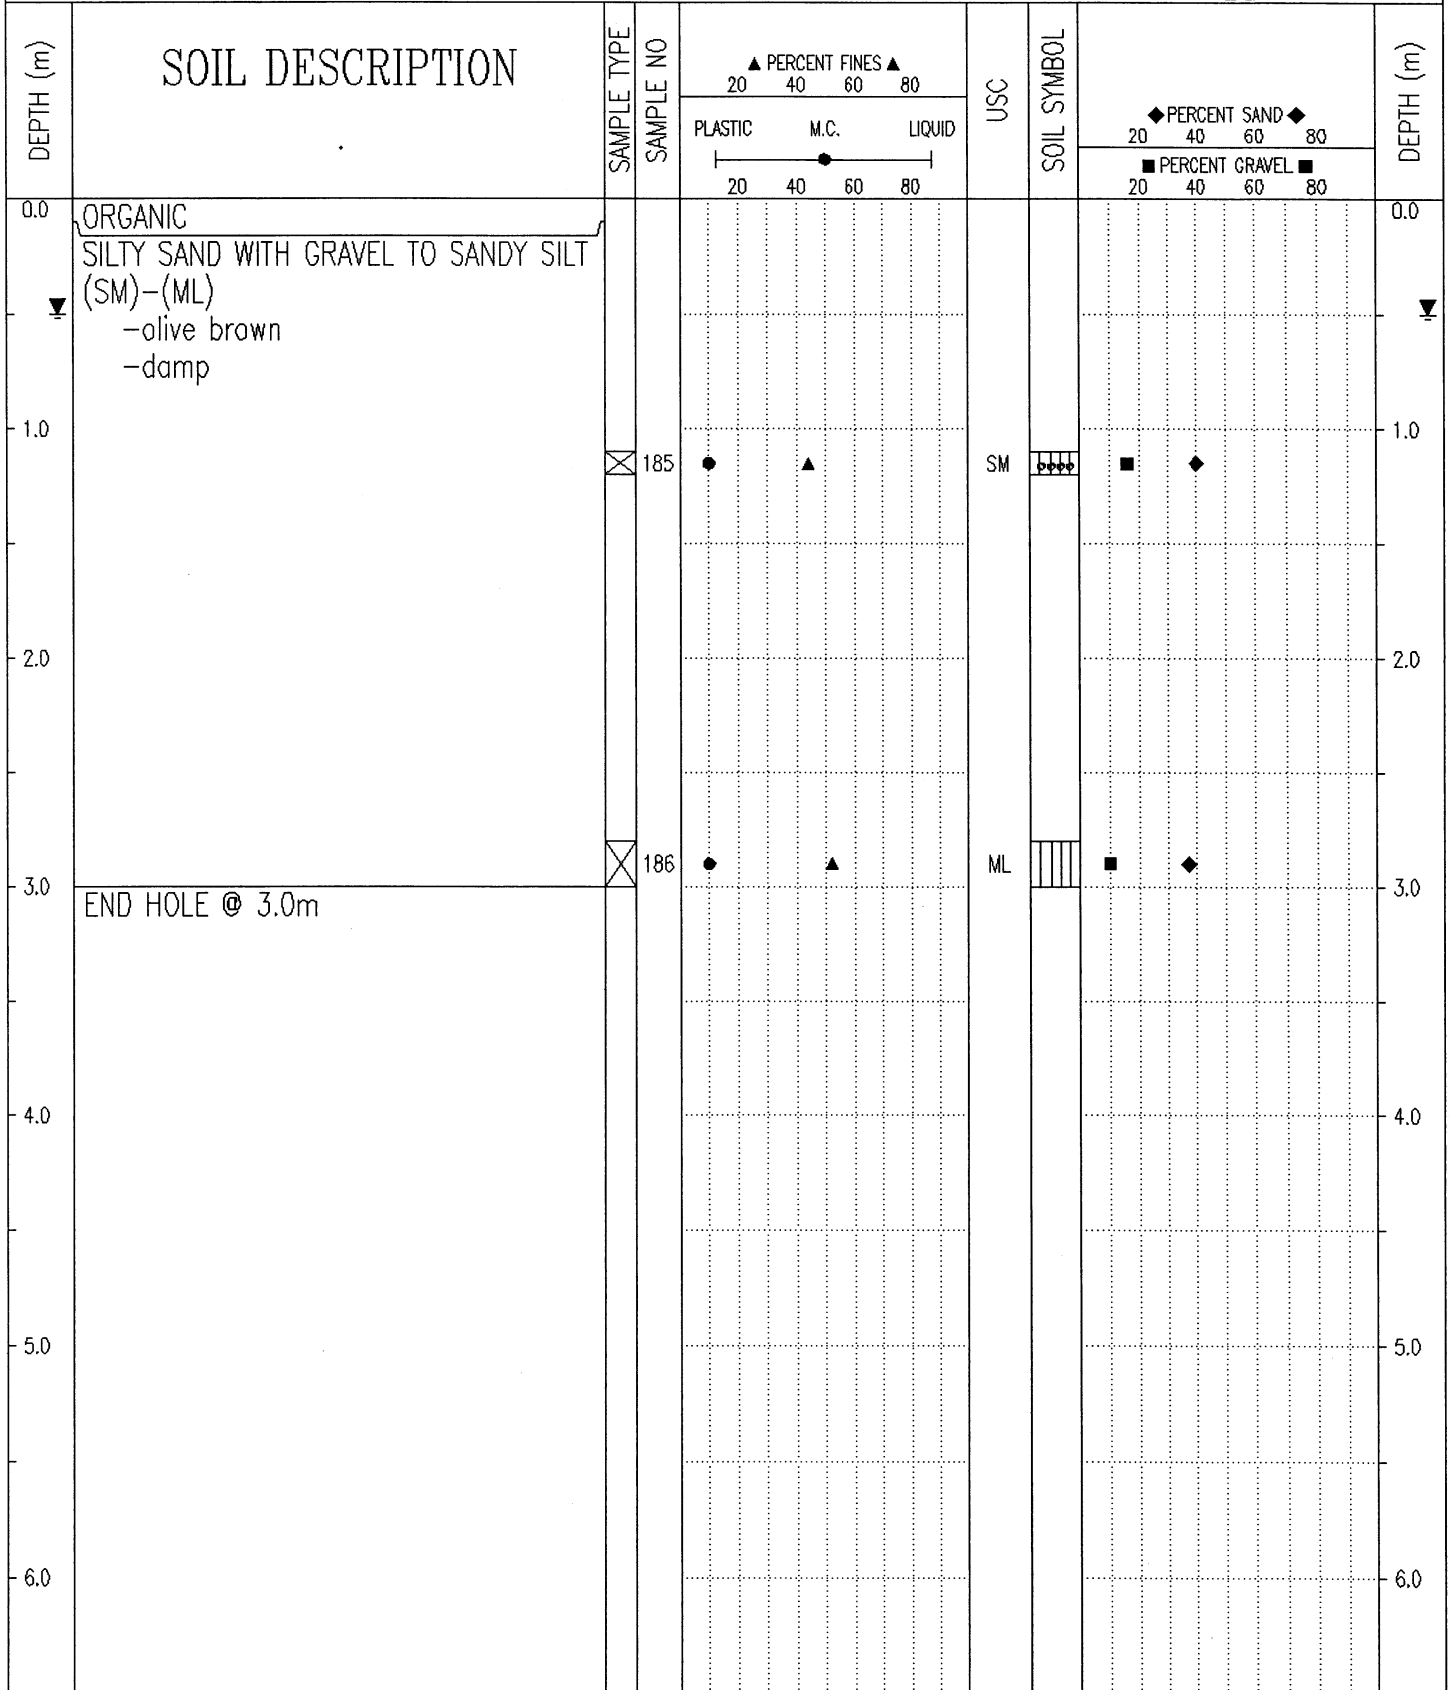 DEPTH (m)
SOIL DESCRIPTION
SAMPLE TYPE
SAMPLE NO
▲ PERCENT FINES ▲
20 40 60 80
PLASTIC M.C. LIQUID
20 40 60 80
USC
SOIL SYMBOL
◆PERCENT SAND◆
20 40 60 80
■PERCENT GRAVEL■
20 40 60 80
DEPTH (m)
0.0 0.0
ORGANIC
SILTY SAND WITH GRAVEL TO SANDY SILT
(SM)-(ML)
-olive brown
-damp
1.0 1.0
185 SM
2.0 2.0
186 ML
3.0 3.0
END HOLE @ 3.0m
4.0 4.0
5.0 5.0
6.0 6.0